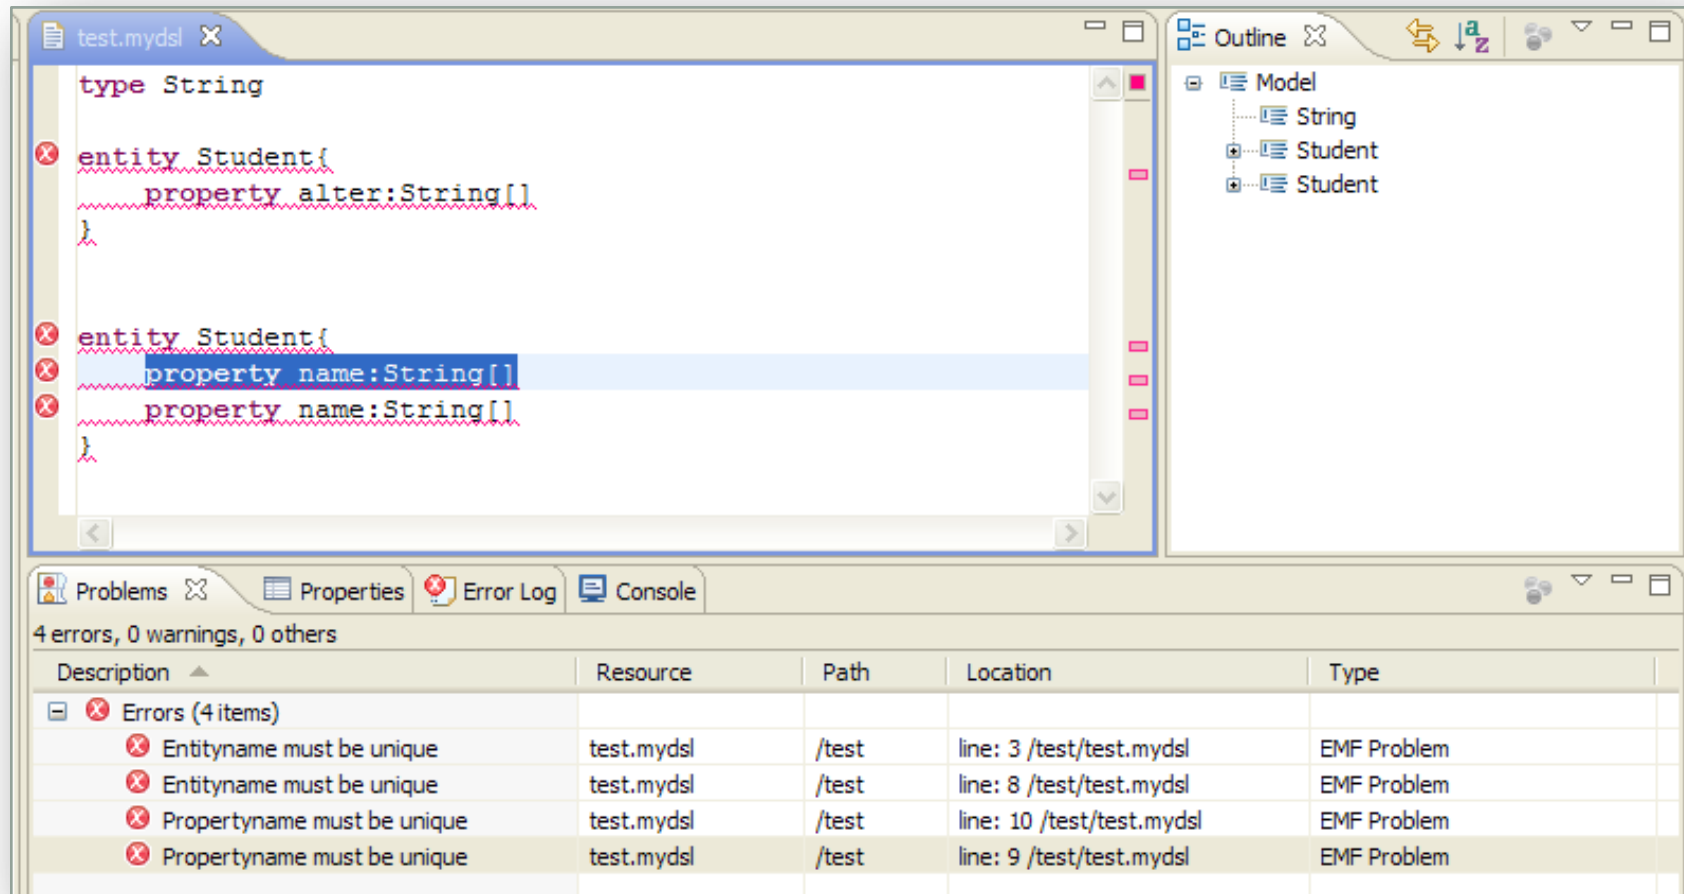 test.mydsl
type String
entity Student{
property alter:String[]
}
entity Student{
property name:String[]
property name:String[]
}
Outline
Model
String
Student
Student
Problems Properties Error Log Console
4 errors, 0 warnings, 0 others
Description Resource Path Location Type
Errors (4 items)
Entityname must be unique test.mydsl /test line: 3 /test/test.mydsl EMF Problem
Entityname must be unique test.mydsl /test line: 8 /test/test.mydsl EMF Problem
Propertyname must be unique test.mydsl /test line: 10 /test/test.mydsl EMF Problem
Propertyname must be unique test.mydsl /test line: 9 /test/test.mydsl EMF Problem